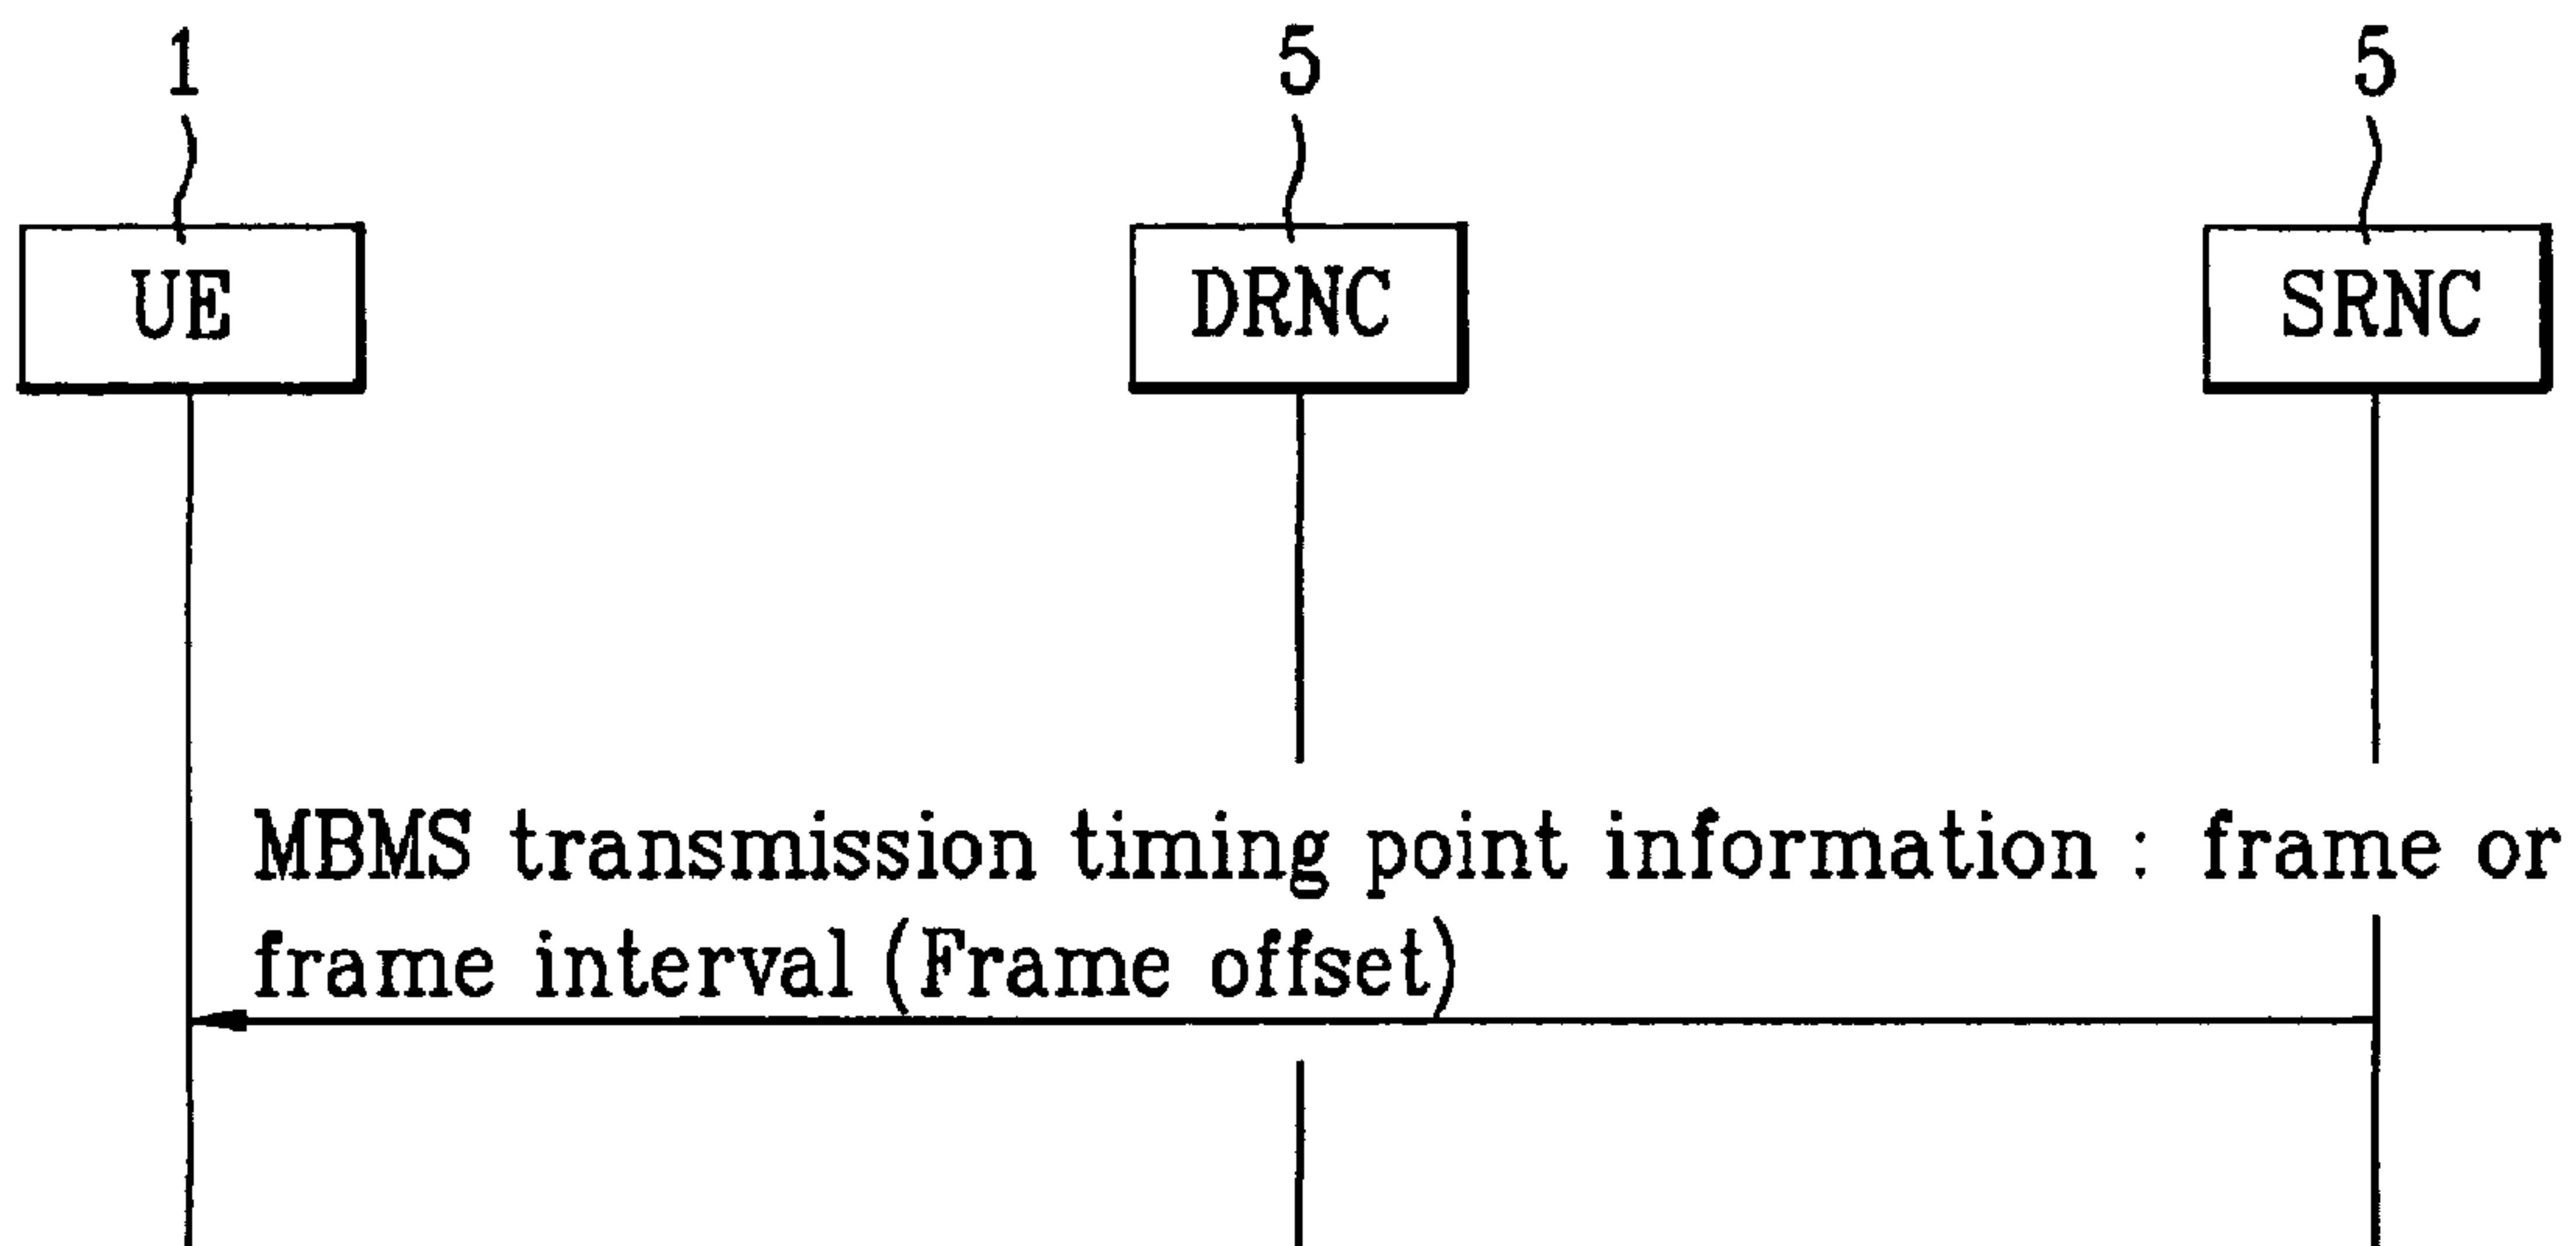 1 5 5
UE DRNC SRNC
MBMS transmission timing point information : frame or
frame interval (Frame offset)